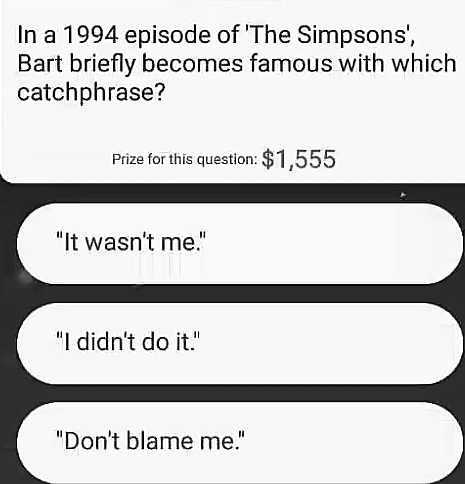 In a 1994 episode of 'The Simpsons',
Bart briefly becomes famous with which
catchphrase?
Prize for this question: $1,555
"It wasn't me."
"I didn't do it."
"Don't blame me."